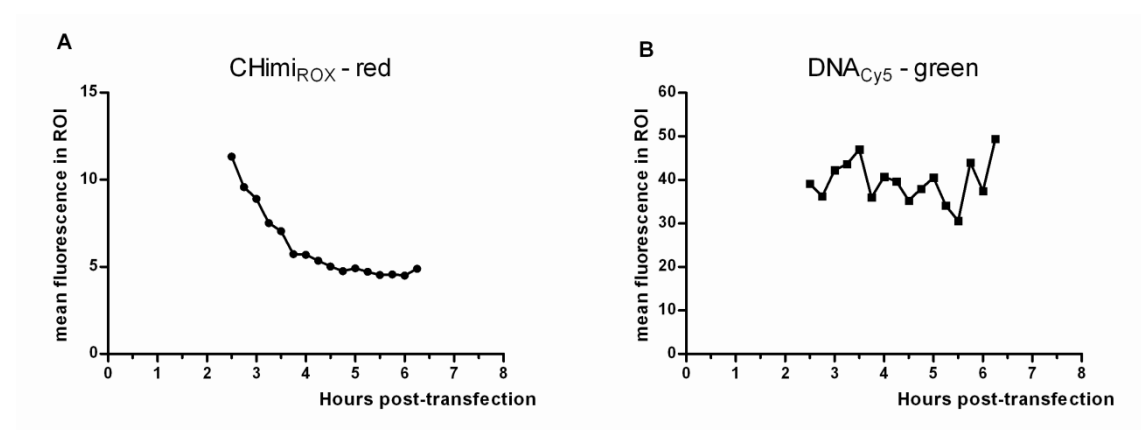 A
CHimiROX - red
mean fluorescence in ROI
15
10
5
0
0 1 2 3 4 5 6 7 8
Hours post-transfection
B
DNACy5 - green
mean fluorescence in ROI
60
50
40
30
20
10
0
0 1 2 3 4 5 6 7 8
Hours post-transfection